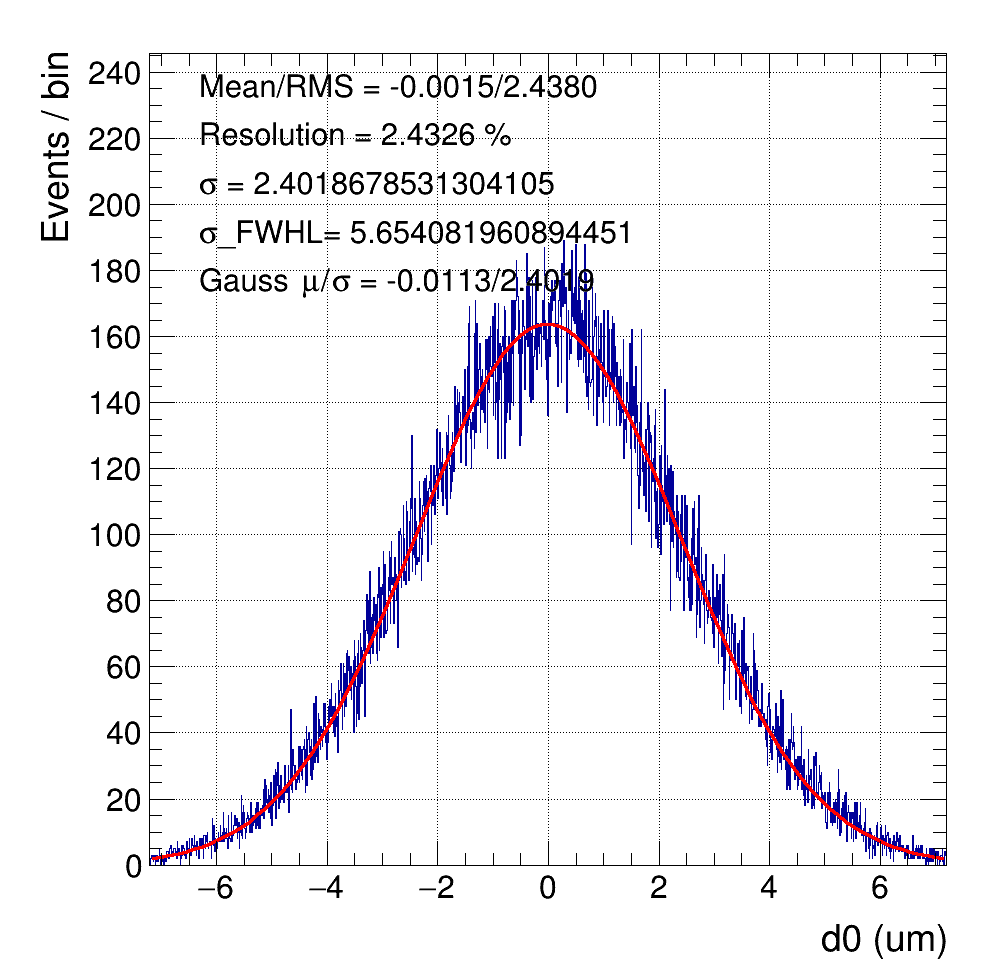 Events / bin
240
220
200
180
160
140
120
100
80
60
40
20
0
Mean/RMS = -0.0015/2.4380
Resolution = 2.4326 %
σ = 2.4018678531304105
σ_FWHL= 5.654081960894451
Gauss μ/σ = -0.0113/2.4019
−6 −4 −2 0 2 4 6
d0 (um)